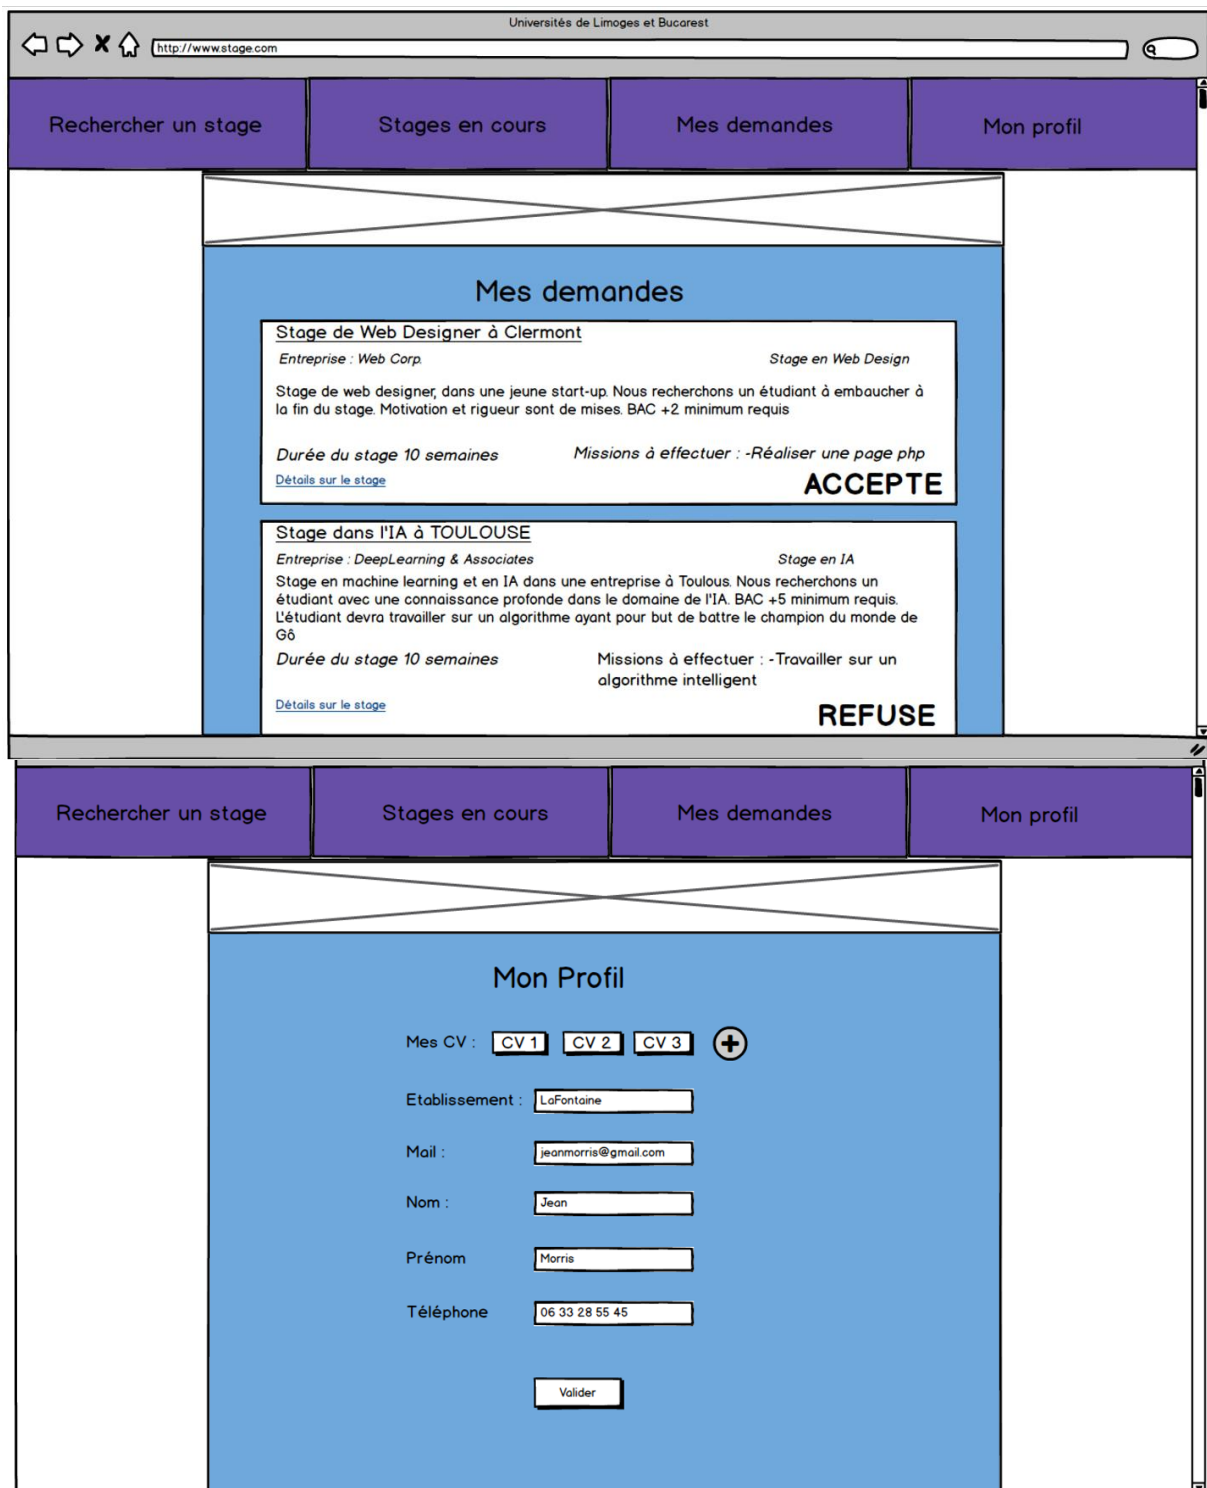 Universités de Limoges et Bucarest
http://www.stage.com
Rechercher un stage
Stages en cours
Mes demandes
Mon profil
Mes demandes
Stage de Web Designer à Clermont
Entreprise : Web Corp.
Stage en Web Design
Stage de web designer, dans une jeune start-up. Nous recherchons un étudiant à embaucher à
la fin du stage. Motivation et rigueur sont de mises. BAC +2 minimum requis
Durée du stage 10 semaines
Missions à effectuer : -Réaliser une page php
Détails sur le stage
ACCEPTE
Stage dans l'IA à TOULOUSE
Entreprise : DeepLearning & Associates
Stage en IA
Stage en machine learning et en IA dans une entreprise à Toulous. Nous recherchons un
étudiant avec une connaissance profonde dans le domaine de l'IA. BAC +5 minimum requis.
L'étudiant devra travailler sur un algorithme ayant pour but de battre le champion du monde de
Gô
Durée du stage 10 semaines
Missions à effectuer : -Travailler sur un
algorithme intelligent
Détails sur le stage
REFUSE
Rechercher un stage
Stages en cours
Mes demandes
Mon profil
Mon Profil
Mes CV :
CV 1
CV 2
CV 3
Etablissement :
LaFontaine
Mail :
jeanmorris@gmail.com
Nom :
Jean
Prénom
Morris
Téléphone
06 33 28 55 45
Valider